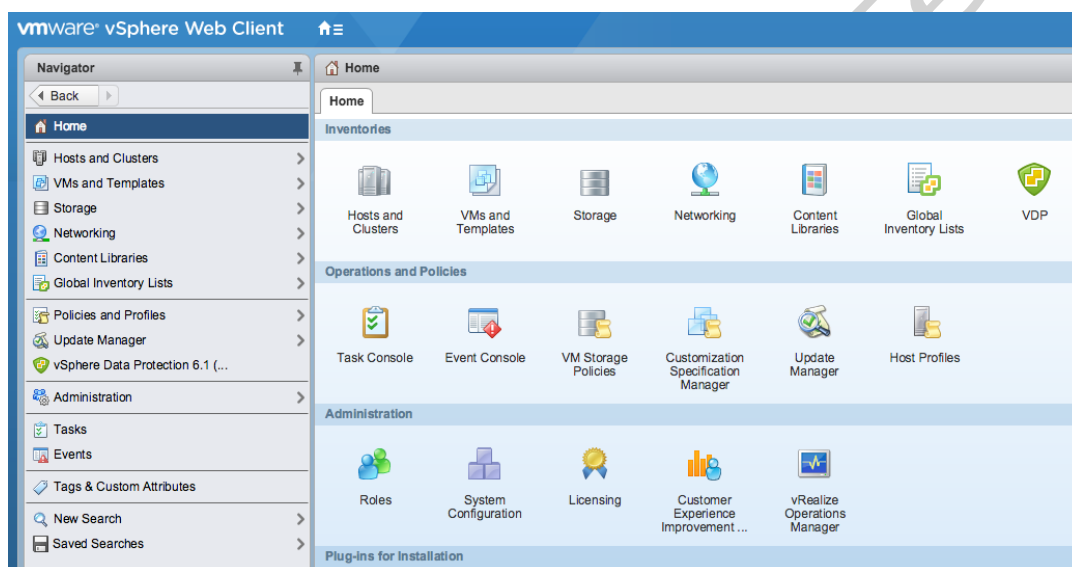 vmware® vSphere Web Client
Navigator
Back
Home
Hosts and Clusters
VMs and Templates
Storage
Networking
Content Libraries
Global Inventory Lists
Policies and Profiles
Update Manager
vSphere Data Protection 6.1 (...
Administration
Tasks
Events
Tags & Custom Attributes
New Search
Saved Searches
Home
Home
Inventories
Hosts and
Clusters
VMs and
Templates
Storage
Networking
Content
Libraries
Global
Inventory Lists
VDP
Operations and Policies
Task Console
Event Console
VM Storage
Policies
Customization
Specification
Manager
Update
Manager
Host Profiles
Administration
Roles
System
Configuration
Licensing
Customer
Experience
Improvement ...
vRealize
Operations
Manager
Plug-ins for Installation